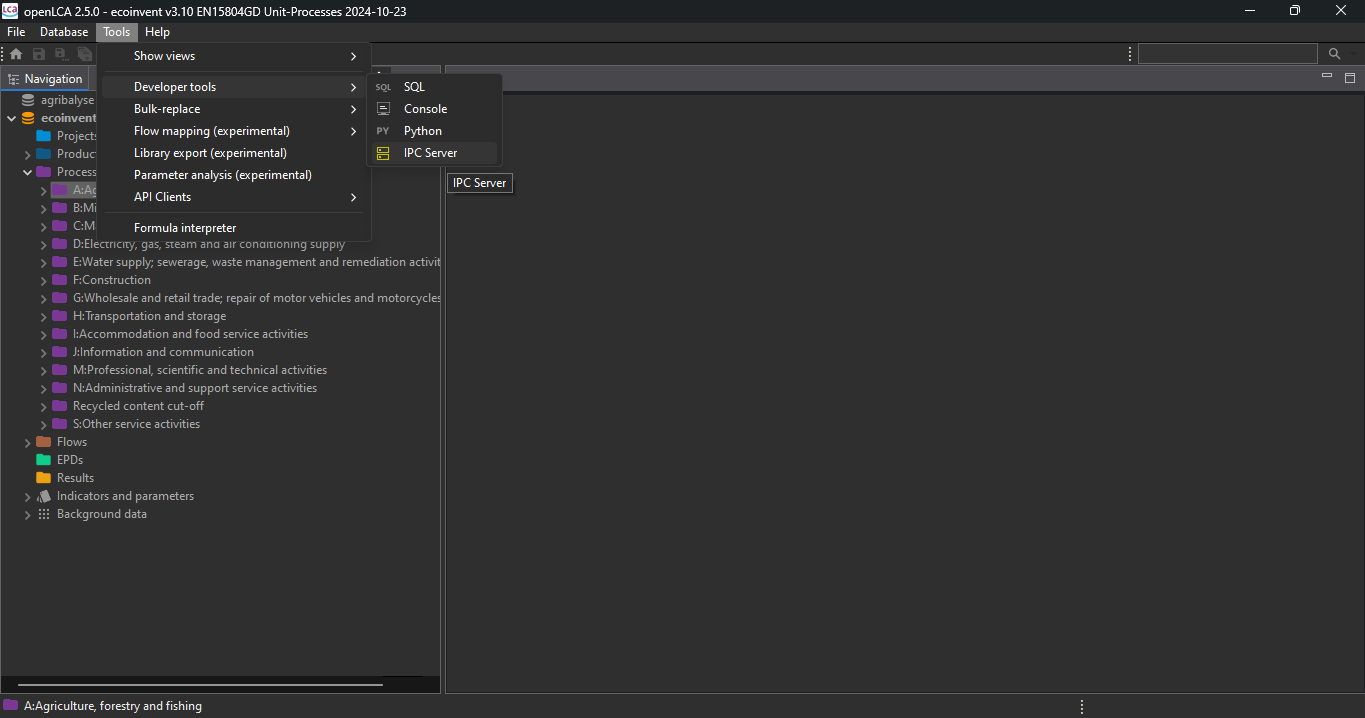 LCA openLCA 2.5.0 - ecoinvent v3.10 EN15804GD Unit-Processes 2024-10-23
File Database Tools Help
Show views
Navigation
Developer tools
SQL SQL
Bulk-replace
Console
Flow mapping (experimental)
PY Python
Library export (experimental)
IPC Server
Parameter analysis (experimental)
IPC Server
API Clients
Formula interpreter
agribalyse
ecoinvent
Projects
Process
D:Electricity, gas, steam and air conditioning supply
E:Water supply; sewerage, waste management and remediation activit
F:Construction
G:Wholesale and retail trade; repair of motor vehicles and motorcycles
H:Transportation and storage
I:Accommodation and food service activities
J:Information and communication
M:Professional, scientific and technical activities
N:Administrative and support service activities
Recycled content cut-off
S:Other service activities
Flows
EPDs
Results
Indicators and parameters
Background data
A:Agriculture, forestry and fishing